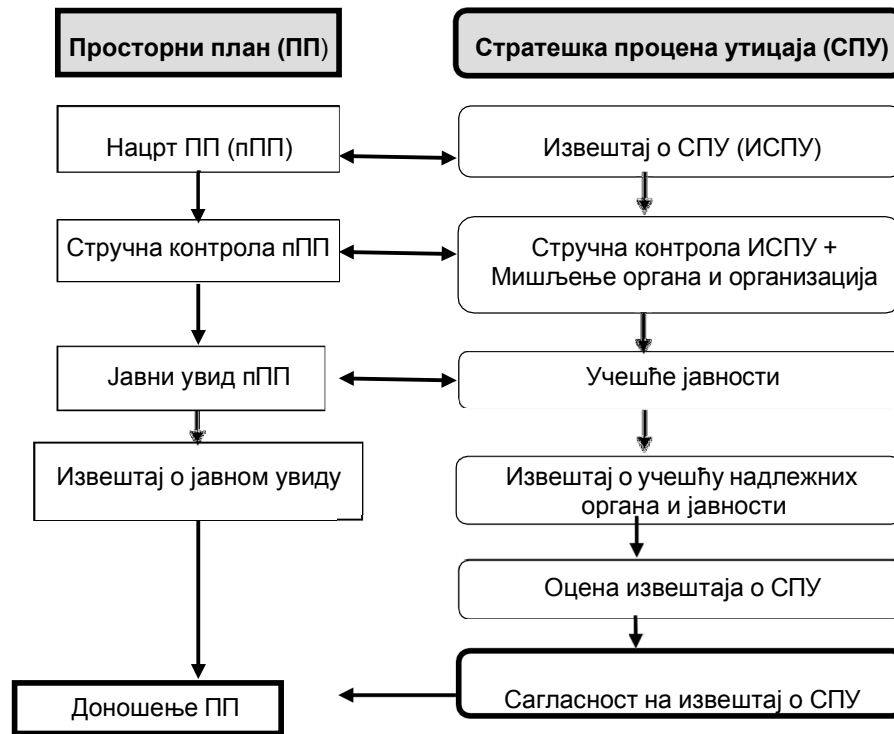 Просторни план (ПП)
Стратешка процена утицаја (СПУ)
Нацрт ПП (пПП)
Извештај о СПУ (ИСПУ)
Стручна контрола пПП
Стручна контрола ИСПУ +
Мишљење органа и организација
Јавни увид пПП
Учешће јавности
Извештај о јавном увиду
Извештај о учешћу надлежних
органа и јавности
Оцена извештаја о СПУ
Доношење ПП
Сагласност на извештај о СПУ